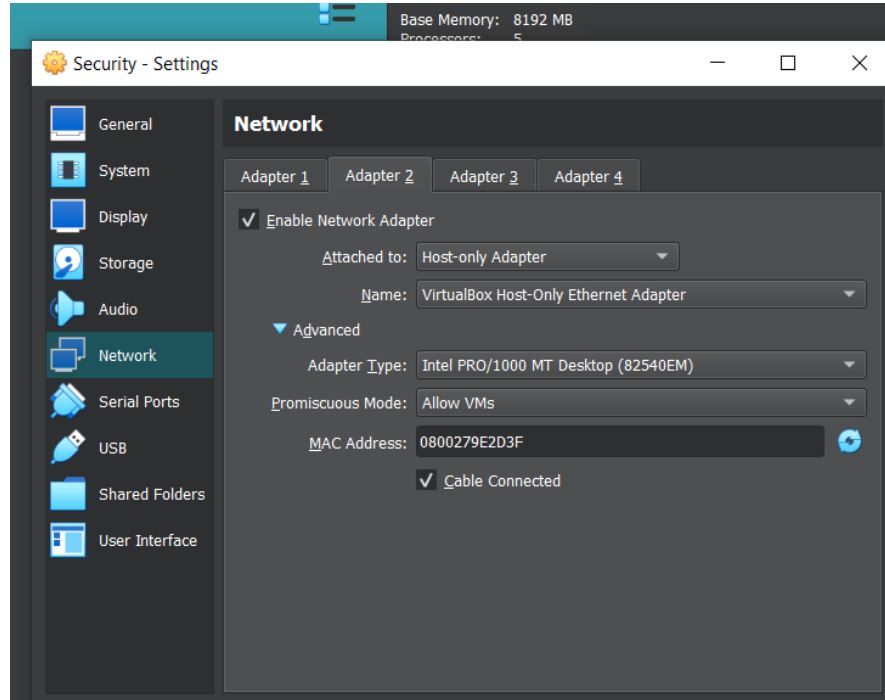 Base Memory: 8192 MB
Processors: 5
Security - Settings
General
System
Display
Storage
Audio
Network
Serial Ports
USB
Shared Folders
User Interface
Network
Adapter 1 Adapter 2 Adapter 3 Adapter 4
Enable Network Adapter
Attached to: Host-only Adapter
Name: VirtualBox Host-Only Ethernet Adapter
Advanced
Adapter Type: Intel PRO/1000 MT Desktop (82540EM)
Promiscuous Mode: Allow VMs
MAC Address: 0800279E2D3F
Cable Connected